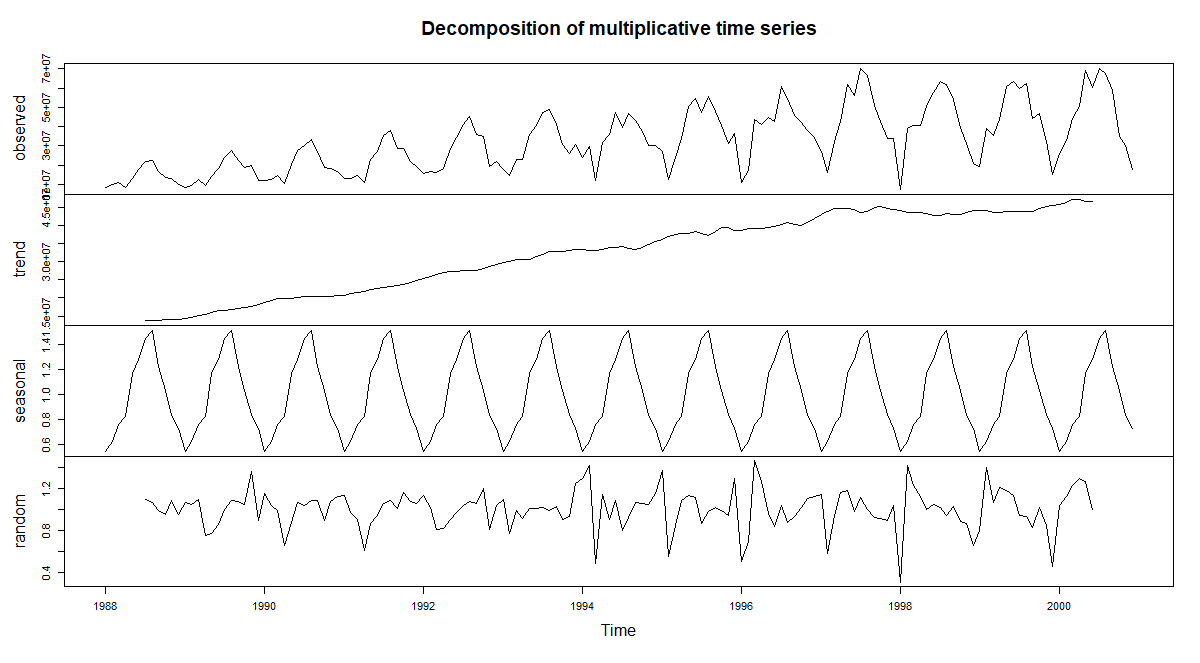 Decomposition of multiplicative time series
observed
7e+07
5e+07
3e+07
1e+07
trend
4.5e+07
3.0e+07
1.5e+07
seasonal
1.4
1.2
1.0
0.8
0.6
random
1.2
0.8
0.4
1988 1990 1992 1994 1996 1998 2000
Time